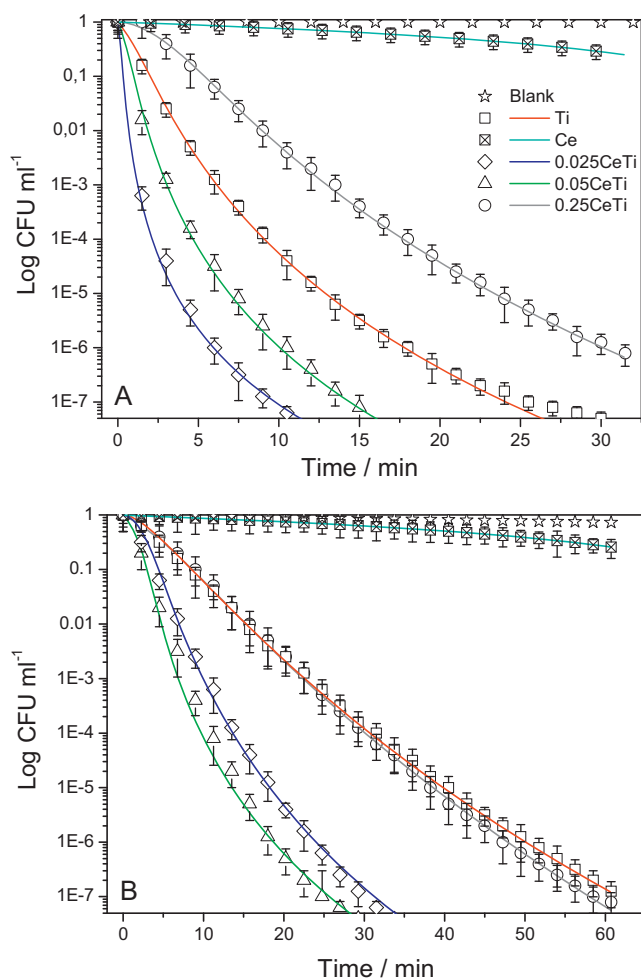 1
0.1
0,01
1E-3
1E-4
1E-5
1E-6
1E-7
Log CFU ml-1
Blank
Ti
Ce
0.025CeTi
0.05CeTi
0.25CeTi
A
0 5 10 15 20 25 30
Time / min
1
0.1
0.01
1E-3
1E-4
1E-5
1E-6
1E-7
Log CFU ml-1
B
0 10 20 30 40 50 60
Time / min